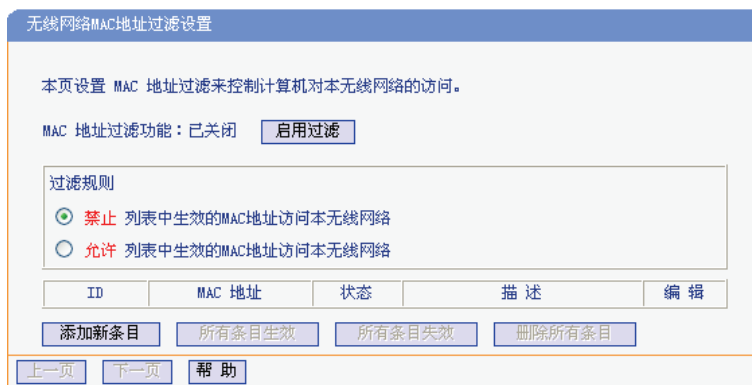 无线网络MAC地址过滤设置
本页设置 MAC 地址过滤来控制计算机对本无线网络的访问。
MAC 地址过滤功能：已关闭 启用过滤
过滤规则
禁止 列表中生效的MAC地址访问本无线网络
允许 列表中生效的MAC地址访问本无线网络
ID MAC 地址 状态 描 述 编 辑
添加新条目 所有条目生效 所有条目失效 删除所有条目
上一页 下一页 帮 助